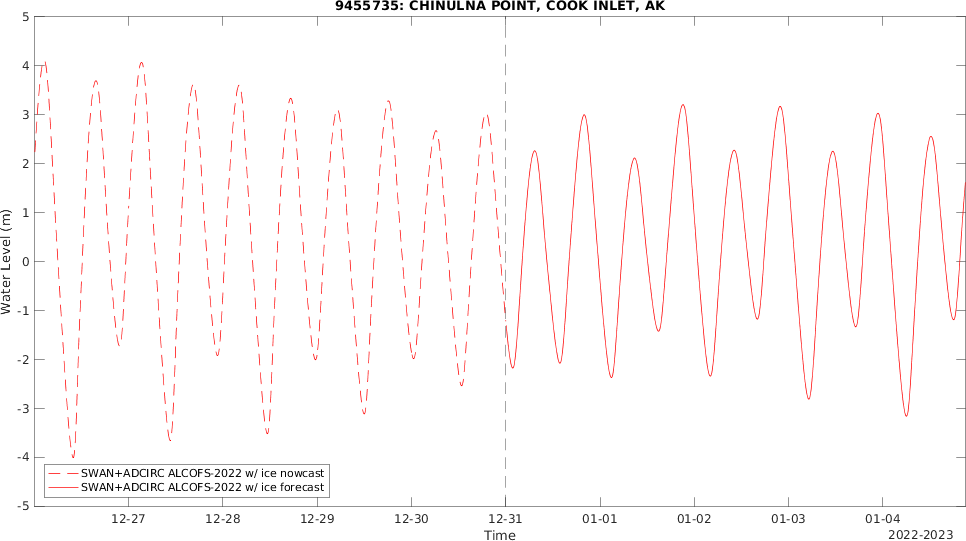 9455735: CHINULNA POINT, COOK INLET, AK
5
4
3
2
1
0
-1
-2
-3
-4
-5
Water Level (m)
SWAN+ADCIRC ALCOFS-2022 w/ ice nowcast
SWAN+ADCIRC ALCOFS-2022 w/ ice forecast
12-27 12-28 12-29 12-30 12-31 01-01 01-02 01-03 01-04
Time
2022-2023